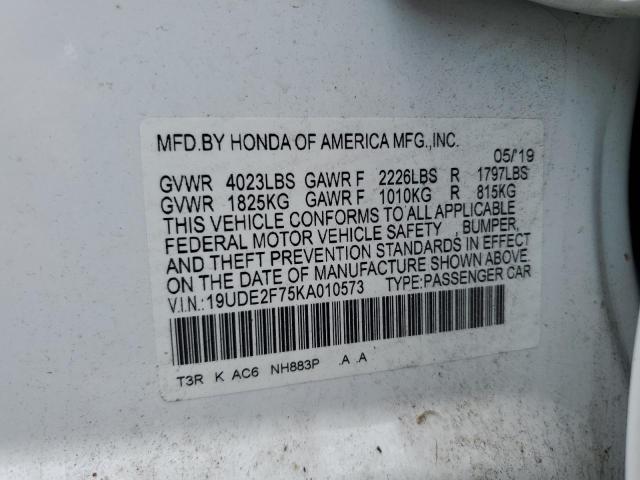 MFD.BY HONDA OF AMERICA MFG.,INC.
05/19
GVWR 4023LBS GAWR F 2226LBS R 1797LBS
GVWR 1825KG GAWR F 1010KG R 815KG
THIS VEHICLE CONFORMS TO ALL APPLICABLE
FEDERAL MOTOR VEHICLE SAFETY , BUMPER,
AND THEFT PREVENTION STANDARDS IN EFFECT
ON THE DATE OF MANUFACTURE SHOWN ABOVE.
V.I.N.:19UDE2F75KA010573 TYPE:PASSENGER CAR
T3R K AC6 NH883P .A .A